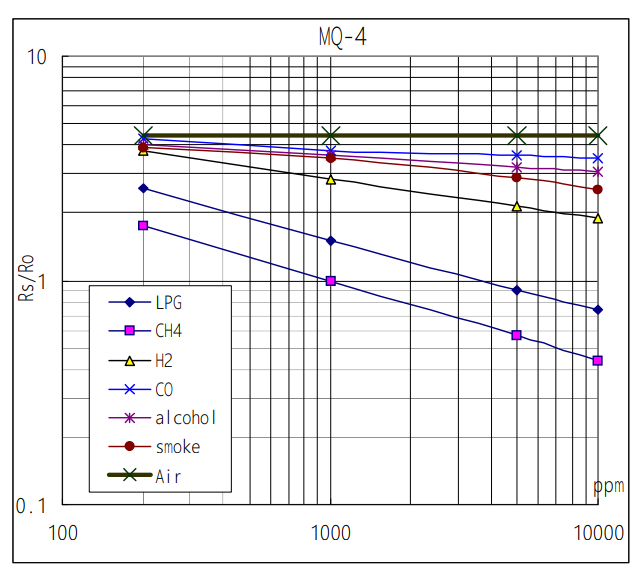 MQ-4
10
1
0.1
Rs/Ro
LPG
CH4
H2
CO
alcohol
smoke
Air
ppm
100
1000
10000